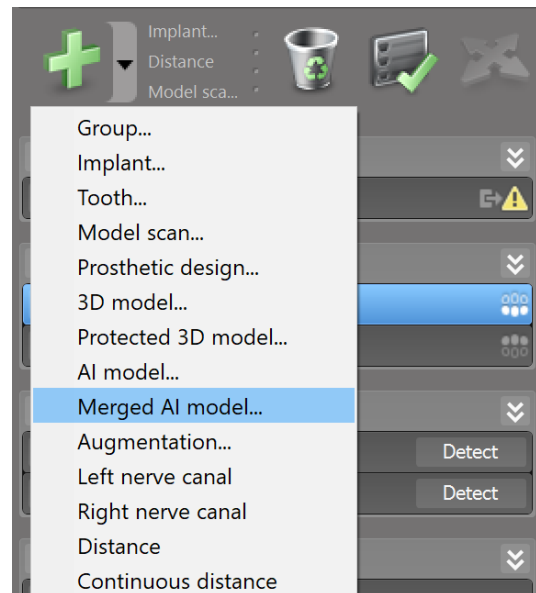 Implant...
Distance
Model sca...
Group...
Implant...
Tooth...
Model scan...
Prosthetic design...
3D model...
Protected 3D model...
AI model...
Merged AI model...
Augmentation...
Detect
Left nerve canal
Detect
Right nerve canal
Distance
Continuous distance